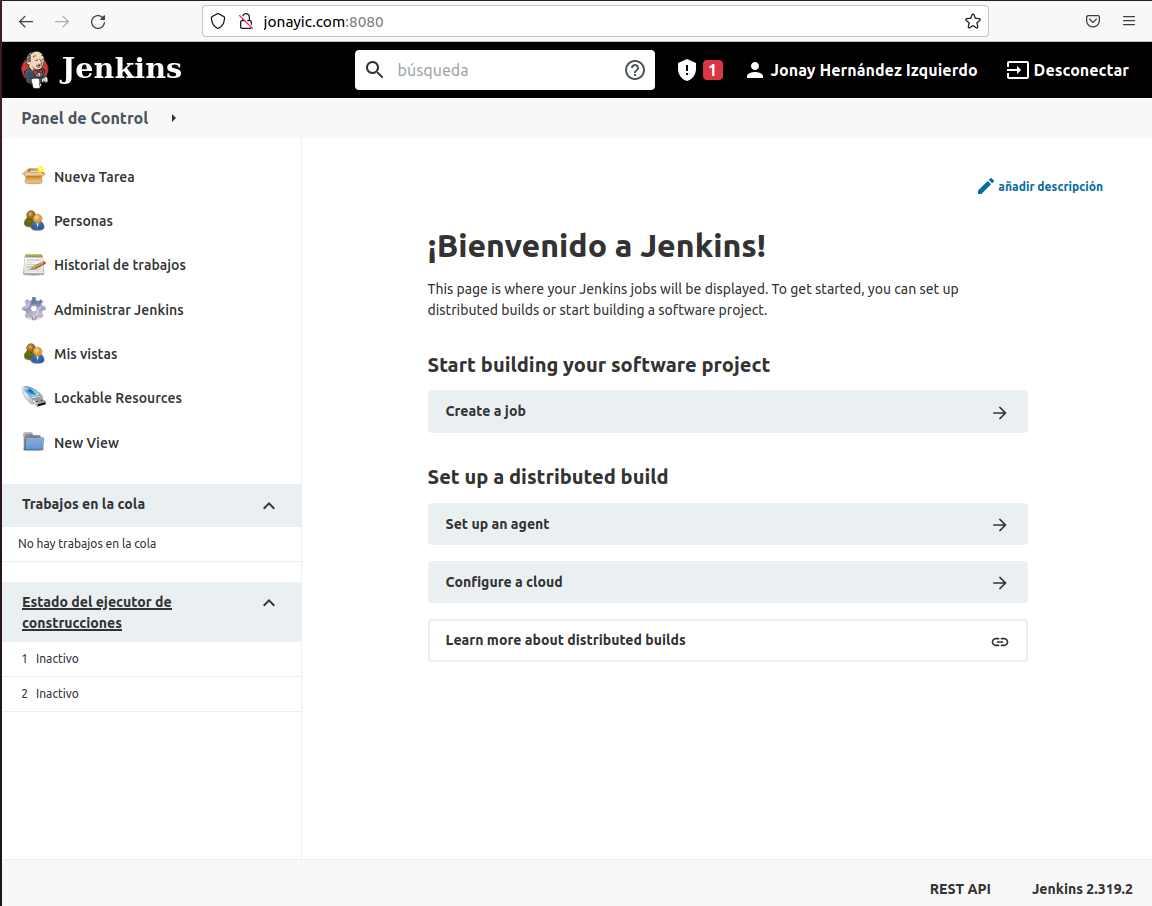 jonayic.com:8080
Jenkins
búsqueda
1
Jonay Hernández Izquierdo
Desconectar
Panel de Control
Nueva Tarea
Personas
Historial de trabajos
Administrar Jenkins
Mis vistas
Lockable Resources
New View
Trabajos en la cola
No hay trabajos en la cola
Estado del ejecutor de
construcciones
1 Inactivo
2 Inactivo
añadir descripción
¡Bienvenido a Jenkins!
This page is where your Jenkins jobs will be displayed. To get started, you can set up
distributed builds or start building a software project.
Start building your software project
Create a job
Set up a distributed build
Set up an agent
Configure a cloud
Learn more about distributed builds
REST API
Jenkins 2.319.2